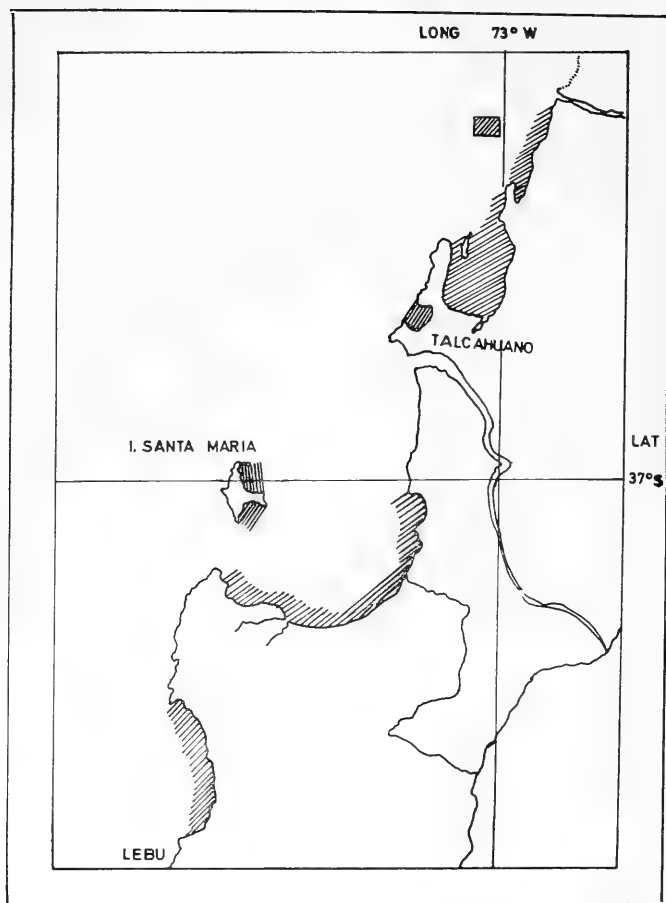 LONG 73° W
TALCAHUANO
I. SANTA MARIA
LAT
37°S
LEBU